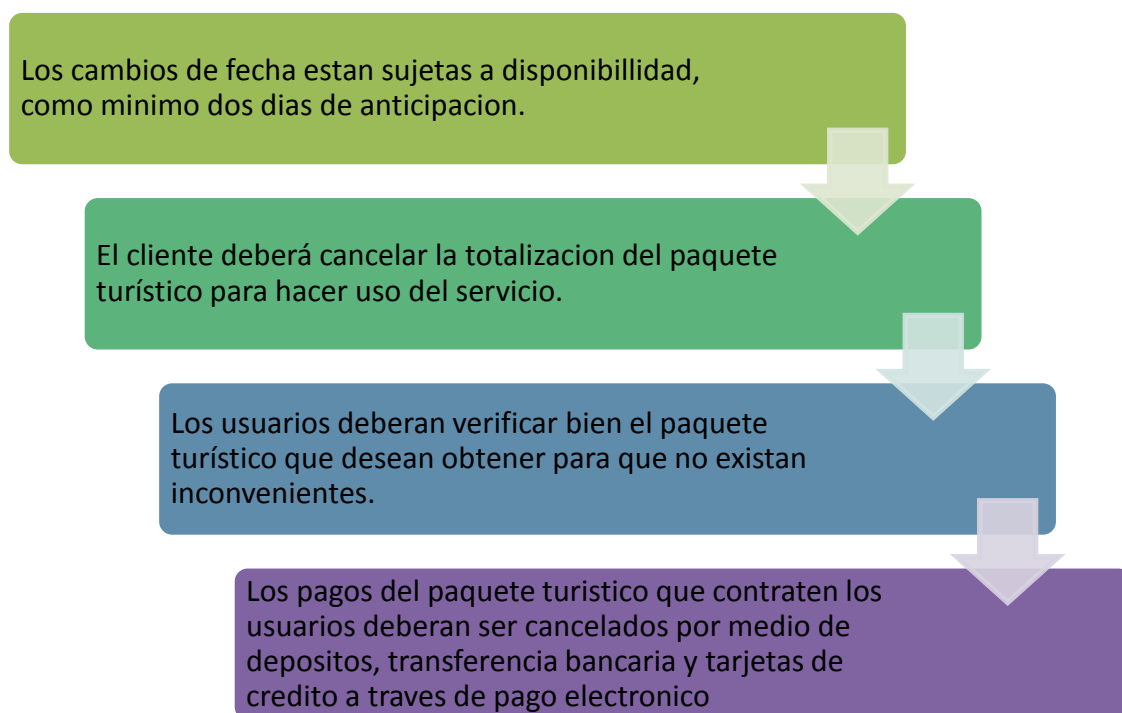 Los cambios de fecha estan sujetas a disponibillidad,
como minimo dos dias de anticipacion.
El cliente deberá cancelar la totalizacion del paquete
turístico para hacer uso del servicio.
Los usuarios deberan verificar bien el paquete
turístico que desean obtener para que no existan
inconvenientes.
Los pagos del paquete turistico que contraten los
usuarios deberan ser cancelados por medio de
depositos, transferencia bancaria y tarjetas de
credito a traves de pago electronico